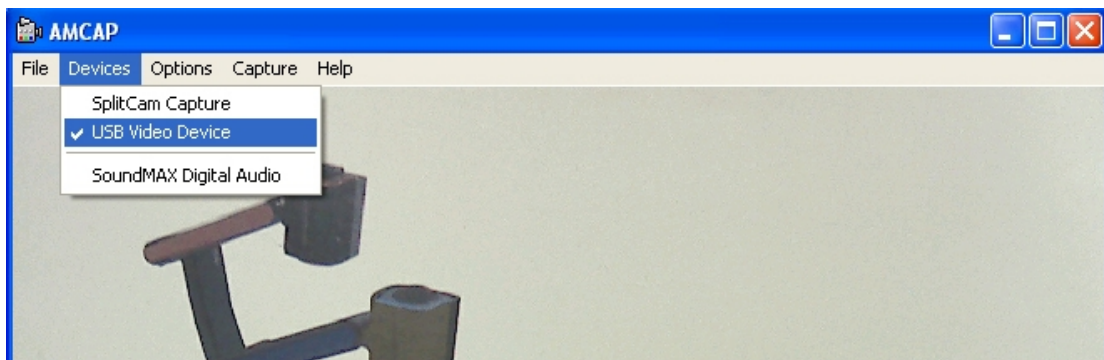 AMCAP
File Devices Options Capture Help
SplitCam Capture
USB Video Device
SoundMAX Digital Audio